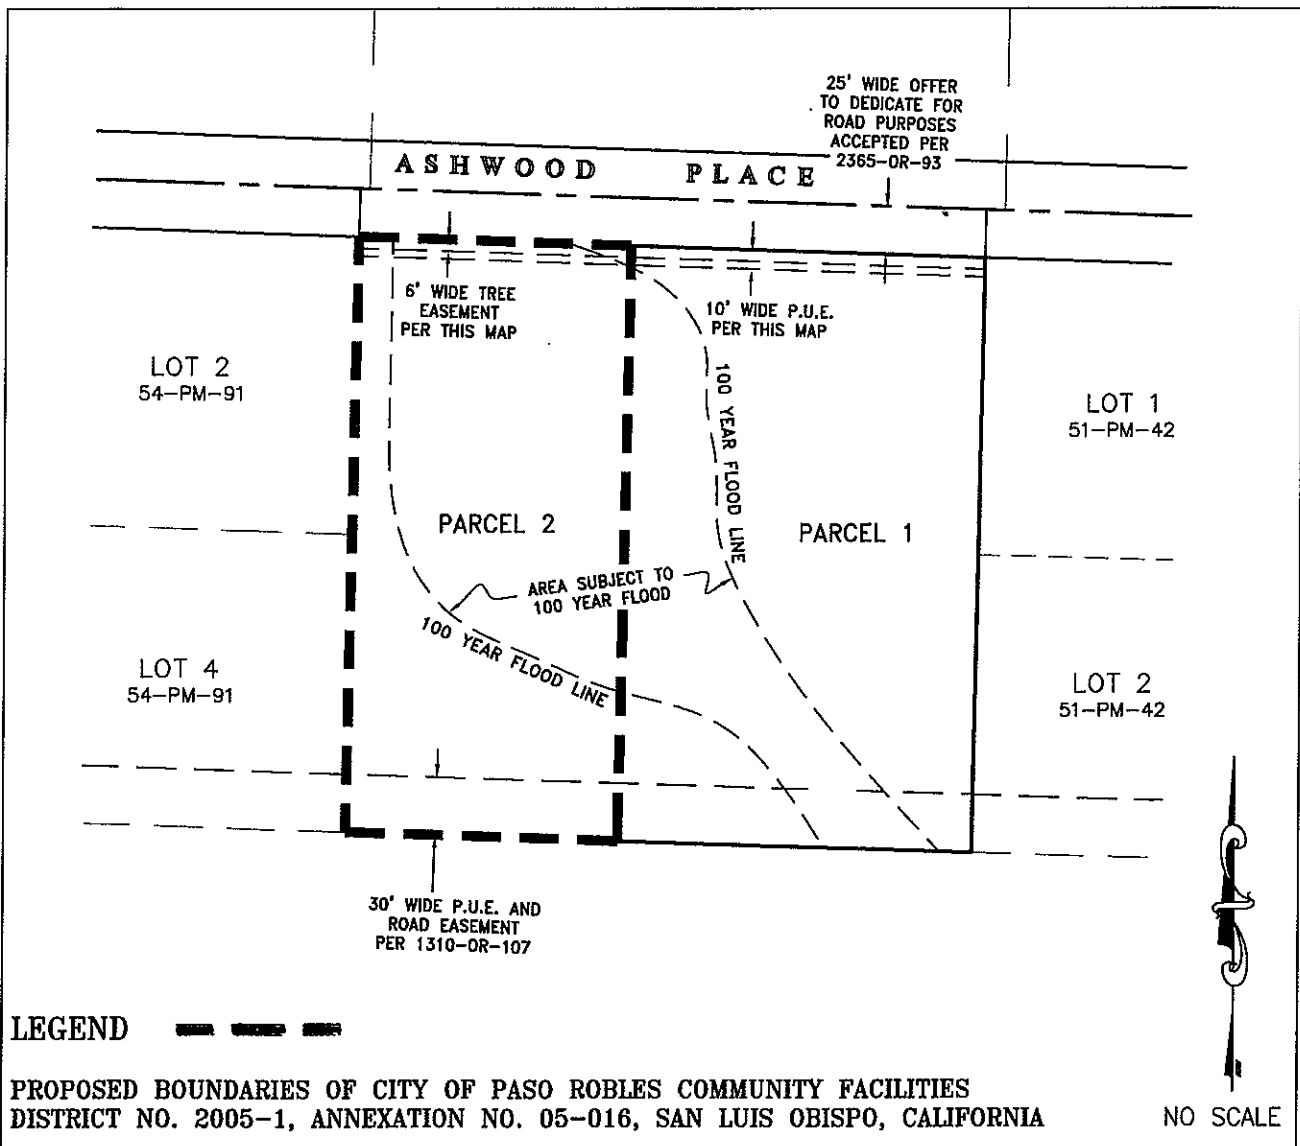 25' WIDE OFFER
TO DEDICATE FOR
ROAD PURPOSES
ACCEPTED PER
2365-OR-93
ASHWOOD PLACE
6' WIDE TREE
EASEMENT
PER THIS MAP
10' WIDE P.U.E.
PER THIS MAP
LOT 2
54-PM-91
100 YEAR FLOOD LINE
LOT 1
51-PM-42
PARCEL 2
PARCEL 1
AREA SUBJECT TO
100 YEAR FLOOD
100 YEAR FLOOD LINE
LOT 4
54-PM-91
LOT 2
51-PM-42
30' WIDE P.U.E. AND
ROAD EASEMENT
PER 1310-OR-107
LEGEND
PROPOSED BOUNDARIES OF CITY OF PASO ROBLES COMMUNITY FACILITIES
DISTRICT NO. 2005-1, ANNEXATION NO. 05-016, SAN LUIS OBISPO, CALIFORNIA
NO SCALE